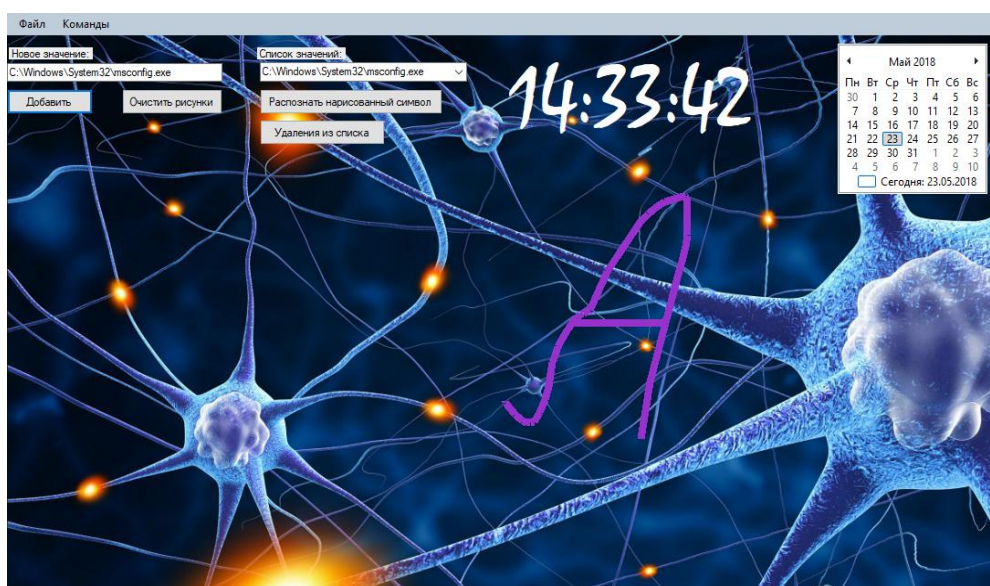 Файл Команды
Новое значение:
C:\Windows\System32\msconfig.exe
Добавить Очистить рисунки
Список значений:
C:\Windows\System32\msconfig.exe
Распознать нарисованный символ
Удаления из списка
14:33:42
А
Май 2018
Пн Вт Ср Чт Пт Сб Вс
30 1 2 3 4 5 6
7 8 9 10 11 12 13
14 15 16 17 18 19 20
21 22 23 24 25 26 27
28 29 30 31 1 2 3
4 5 6 7 8 9 10
Сегодня: 23.05.2018